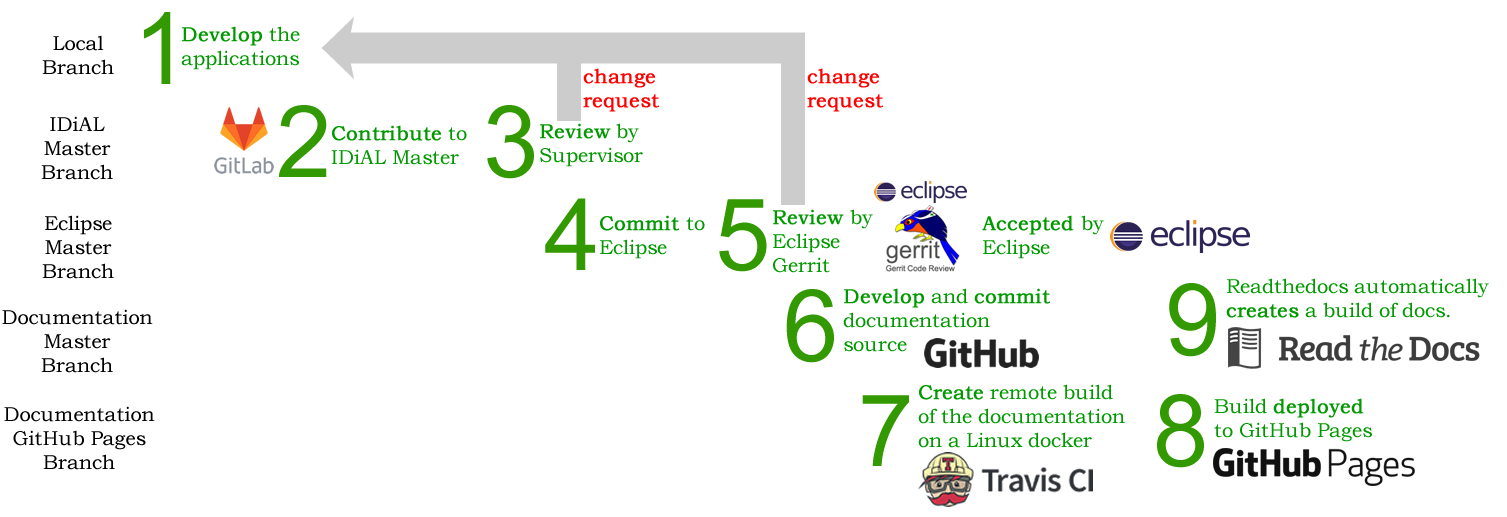 Local
Branch
1
Develop the
applications
change
request
change
request
IDiAL
Master
Branch
GitLab
2
Contribute to
IDiAL Master
3
Review by
Supervisor
Eclipse
Master
Branch
4
Commit to
Eclipse
5
Review by
Eclipse
Gerrit
eclipse
gerrit
Gerrit Code Review
Accepted by
Eclipse
eclipse
Documentation
Master
Branch
6
Develop and commit
documentation
source
GitHub
9
Readthedocs automatically
creates a build of docs.
Read the Docs
Documentation
GitHub Pages
Branch
7
Create remote build
of the documentation
on a Linux docker
T
Travis CI
8
Build deployed
to GitHub Pages
GitHub Pages